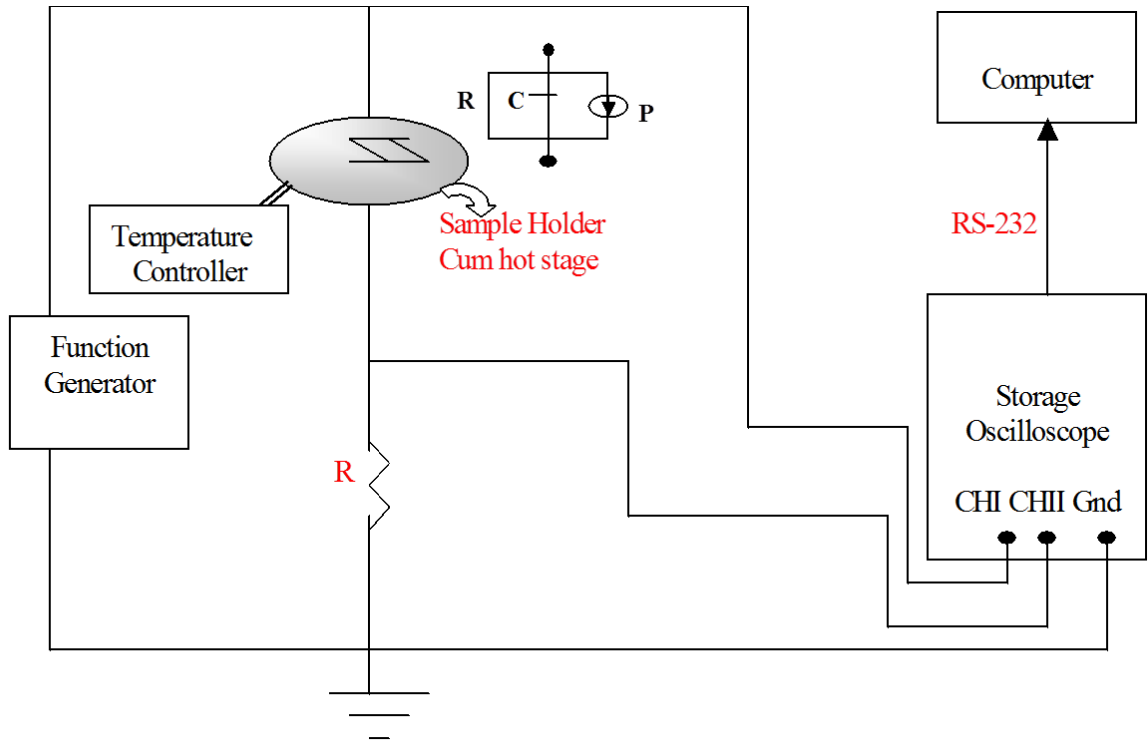 Computer
R
C
P
Sample Holder
Cum hot stage
RS-232
Temperature
Controller
Function
Generator
Storage
Oscilloscope
R
CHI CHII Gnd